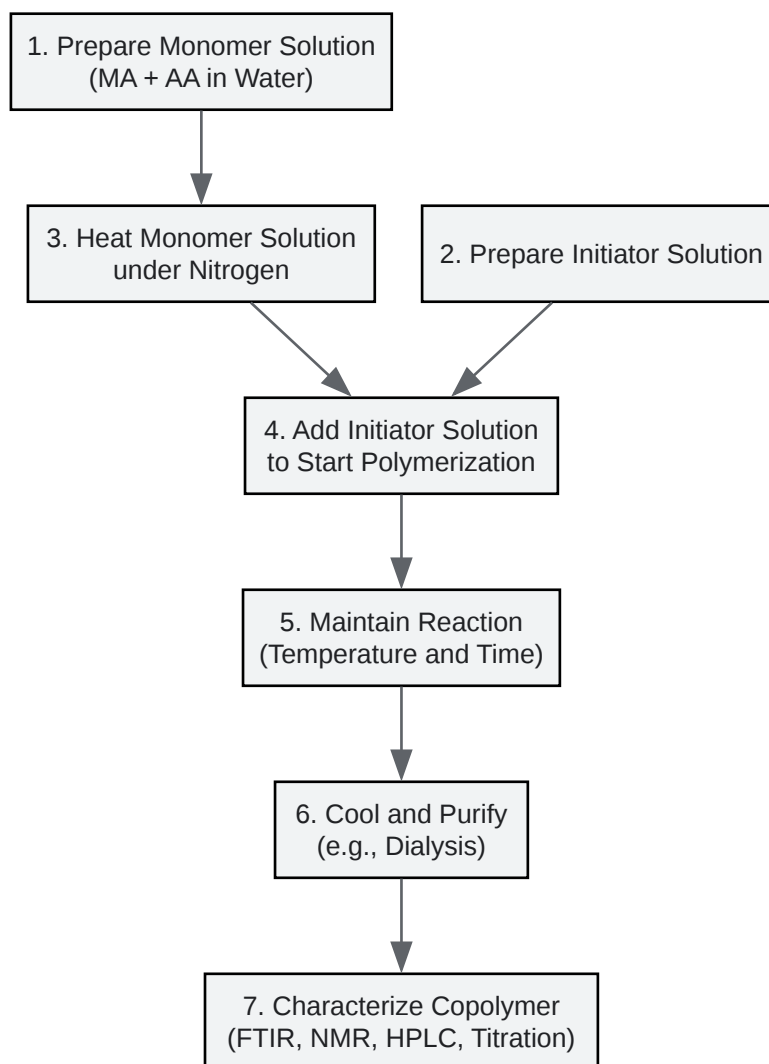 1. Prepare Monomer Solution
(MA + AA in Water)
3. Heat Monomer Solution
under Nitrogen
2. Prepare Initiator Solution
4. Add Initiator Solution
to Start Polymerization
5. Maintain Reaction
(Temperature and Time)
6. Cool and Purify
(e.g., Dialysis)
7. Characterize Copolymer
(FTIR, NMR, HPLC, Titration)